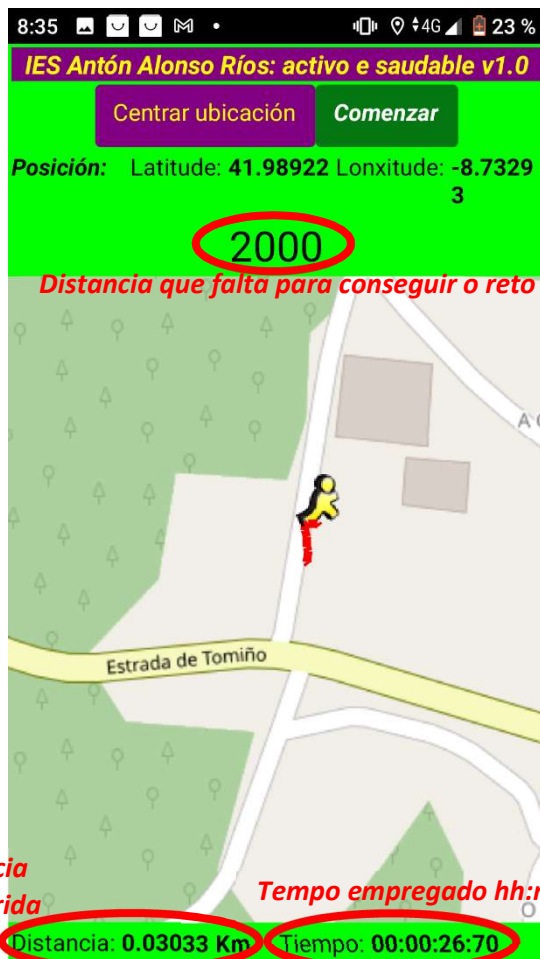 8:35 4G 23 %
IES Antón Alonso Ríos: activo e saudable v1.0
Centrar ubicación Comenzar
Posición: Latitude: 41.98922 Lonxitude: -8.7329
3
2000
Distancia que falta para conseguir o reto
A
Estrada de Tomiño
cia
rida
Tempo empregado hh:
O
Distancia: 0.03033 Km Tiempo: 00:00:26:70